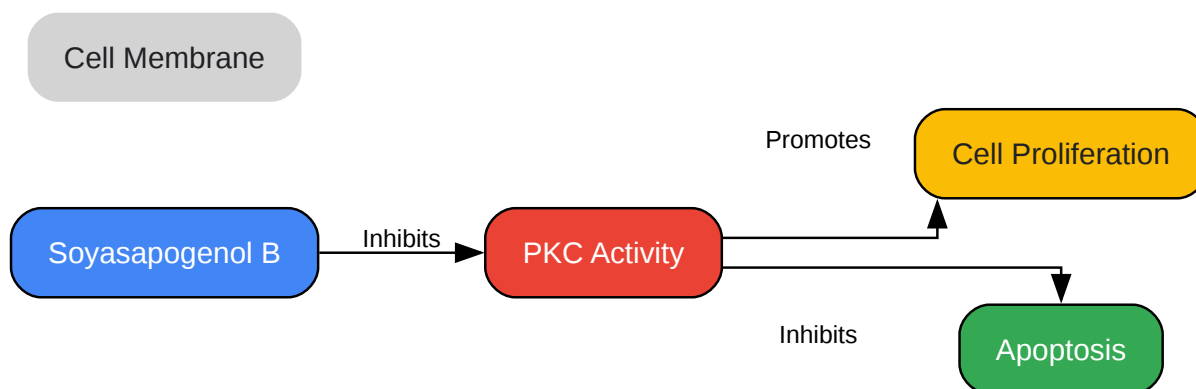 Cell Membrane
Promotes
Cell Proliferation
Soyasapogenol B
Inhibits
PKC Activity
Inhibits
Apoptosis